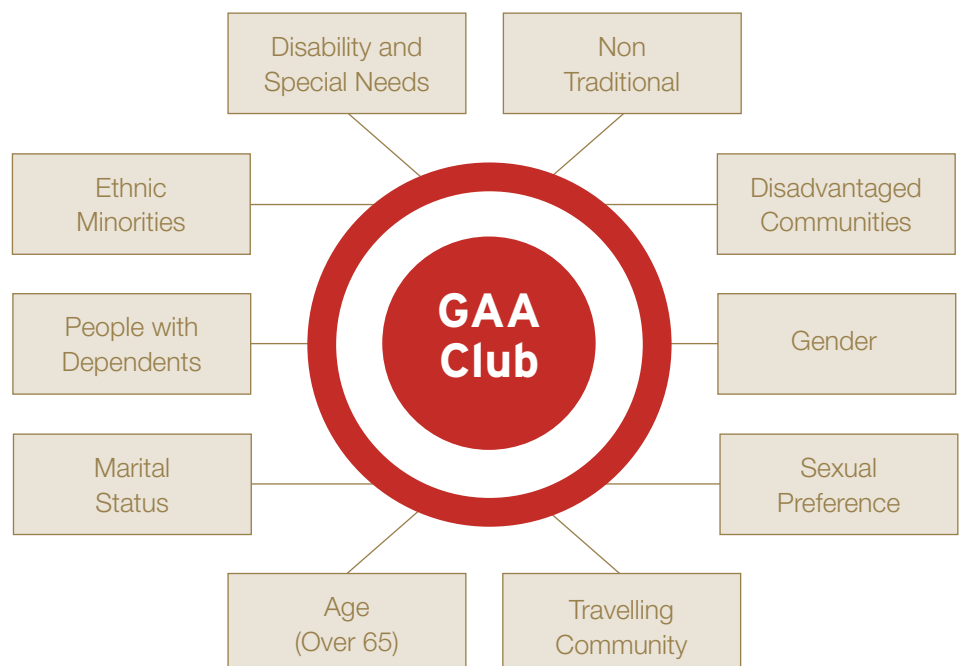 Disability and
Special Needs
Non
Traditional
Ethnic
Minorities
Disadvantaged
Communities
People with
Dependents
GAA
Club
Gender
Marital
Status
Sexual
Preference
Age
(Over 65)
Travelling
Community